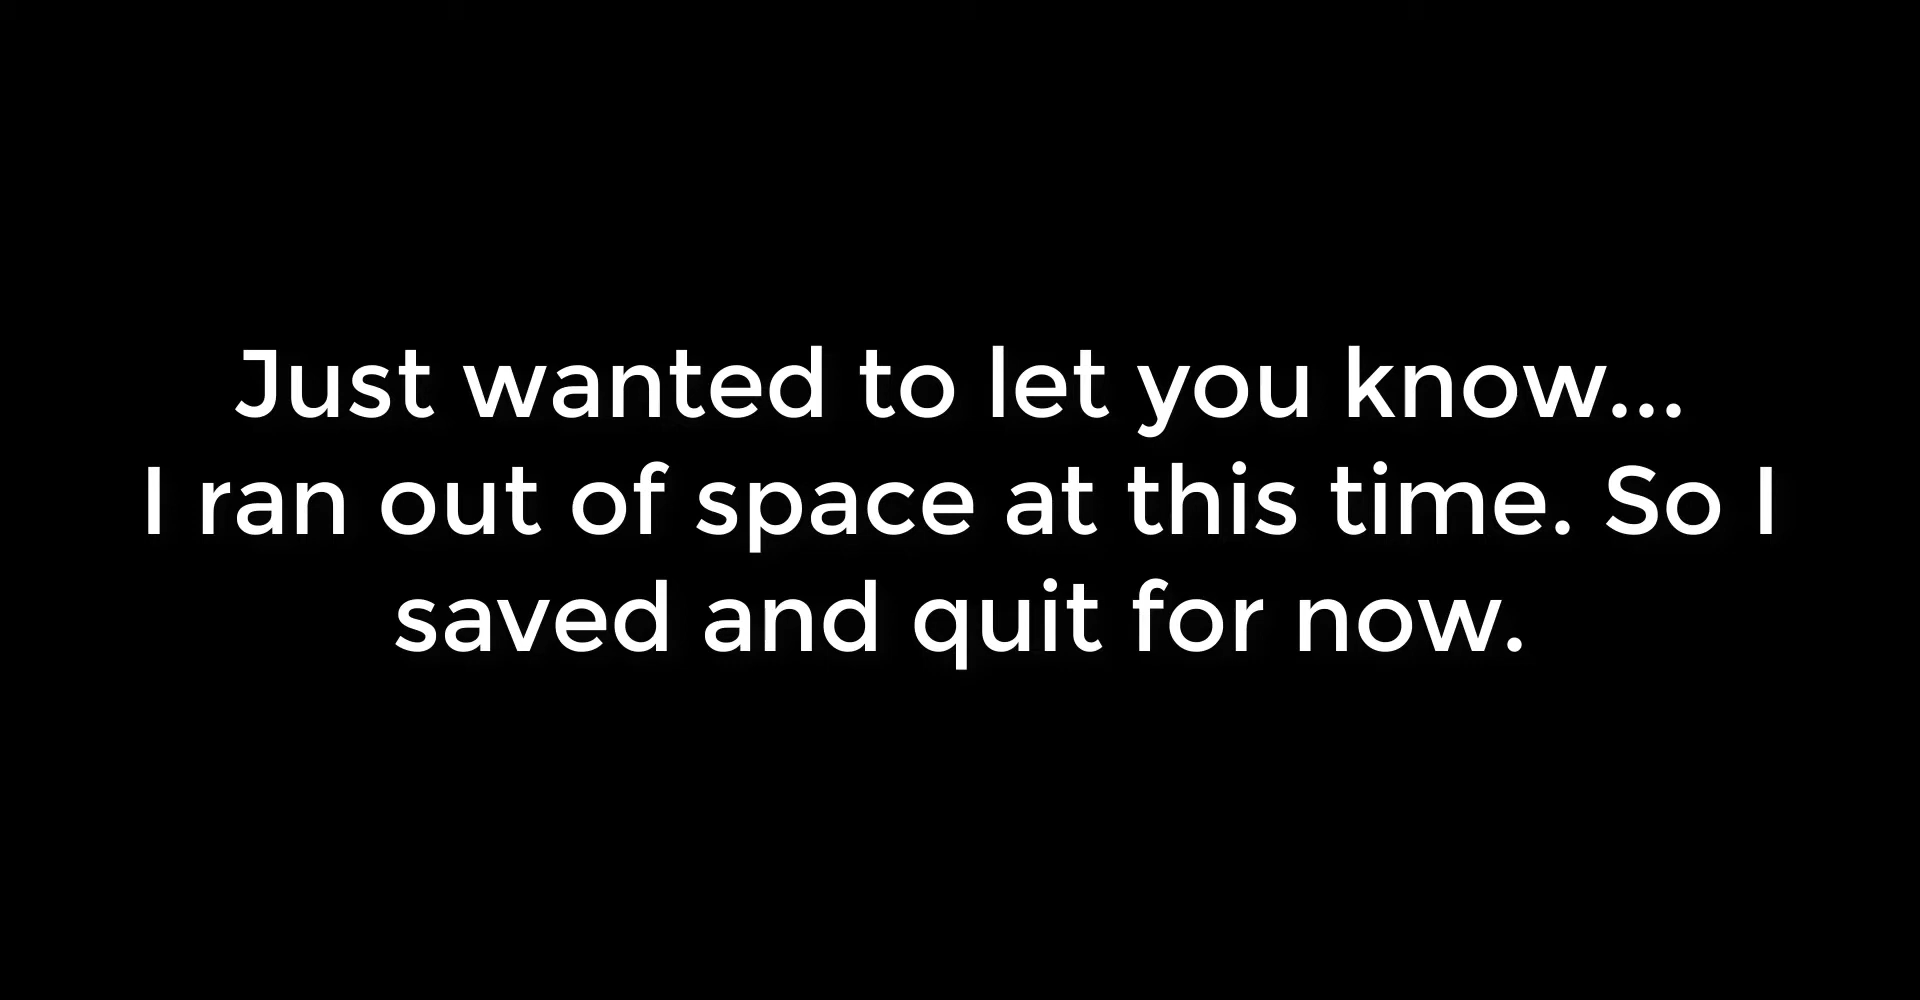 Just wanted to let you know...
I ran out of space at this time. So I
saved and quit for now.